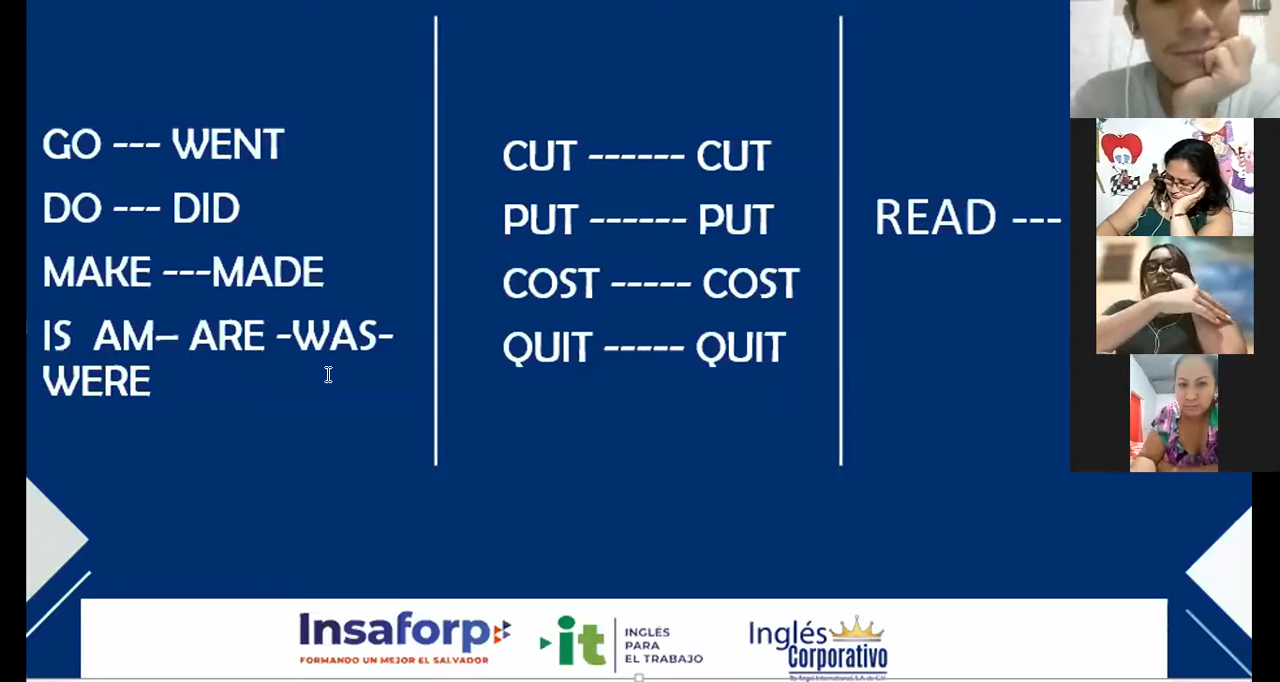 GO --- WENT
DO --- DID
MAKE ---MADE
IS  AM– ARE -WAS-
WERE
CUT ------ CUT
PUT ------ PUT
COST ----- COST
QUIT ----- QUIT
READ ---
Insaforp
FORMANDO UN MEJOR EL SALVADOR
it
INGLÉS
PARA
EL TRABAJO
Inglés
Corporativo